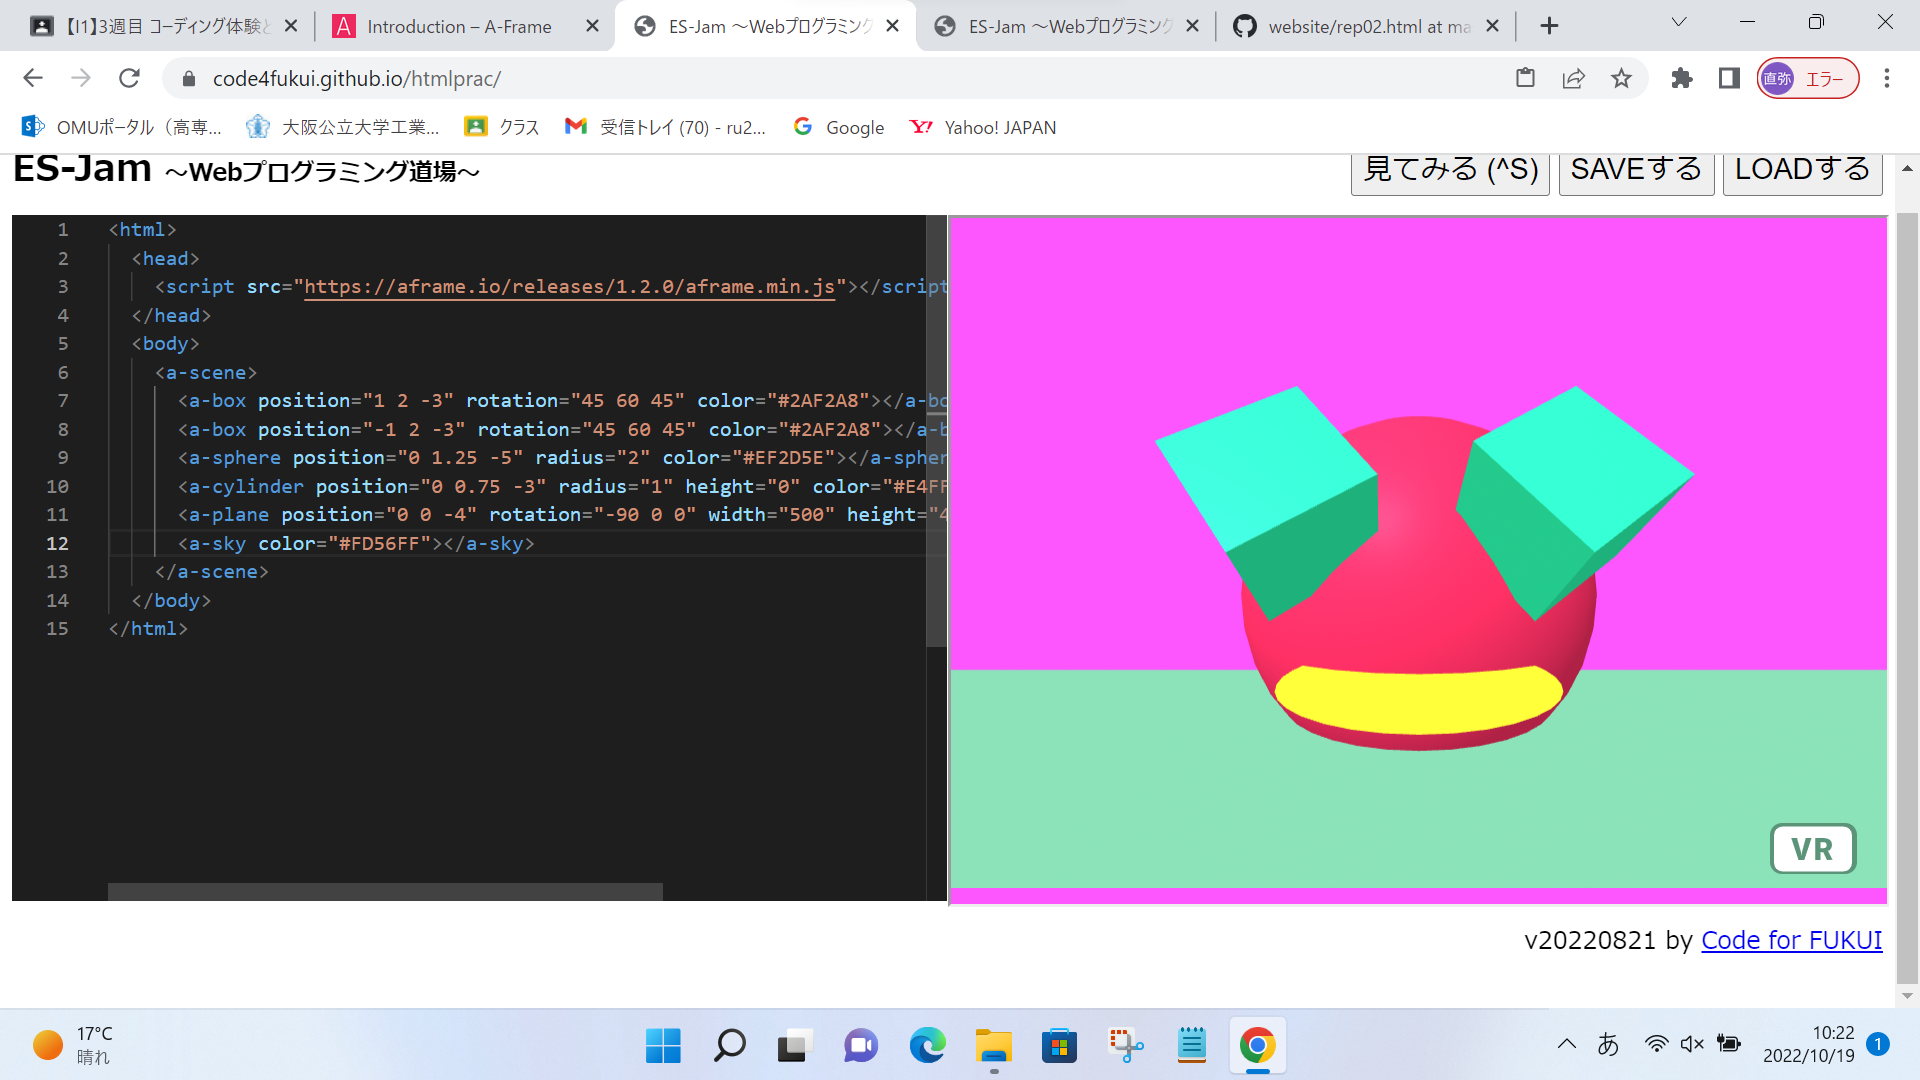 【I1】3週目 コーディング体験と
Introduction – A-Frame
ES-Jam ～Webプログラミング
ES-Jam ～Webプログラミング
website/rep02.html at ma
code4fukui.github.io/htmlprac/
直弥 エラー
OMUポータル（高専...
大阪公立大学工業...
クラス
受信トレイ (70) - ru2...
Google
Yahoo! JAPAN
ES-Jam ～Webプログラミング道場～
見てみる (^S)
SAVEする
LOADする
1 <html>
2 <head>
3 <script src="https://aframe.io/releases/1.2.0/aframe.min.js"></script
4 </head>
5 <body>
6 <a-scene>
7 <a-box position="1 2 -3" rotation="45 60 45" color="#2AF2A8"></a-bo
8 <a-box position="-1 2 -3" rotation="45 60 45" color="#2AF2A8"></a-b
9 <a-sphere position="0 1.25 -5" radius="2" color="#EF2D5E"></a-spher
10 <a-cylinder position="0 0.75 -3" radius="1" height="0" color="#E4FF
11 <a-plane position="0 0 -4" rotation="-90 0 0" width="500" height="4
12 <a-sky color="#FD56FF"></a-sky>
13 </a-scene>
14 </body>
15 </html>
VR
v20220821 by Code for FUKUI
17°C
晴れ
あ
10:22
2022/10/19
1